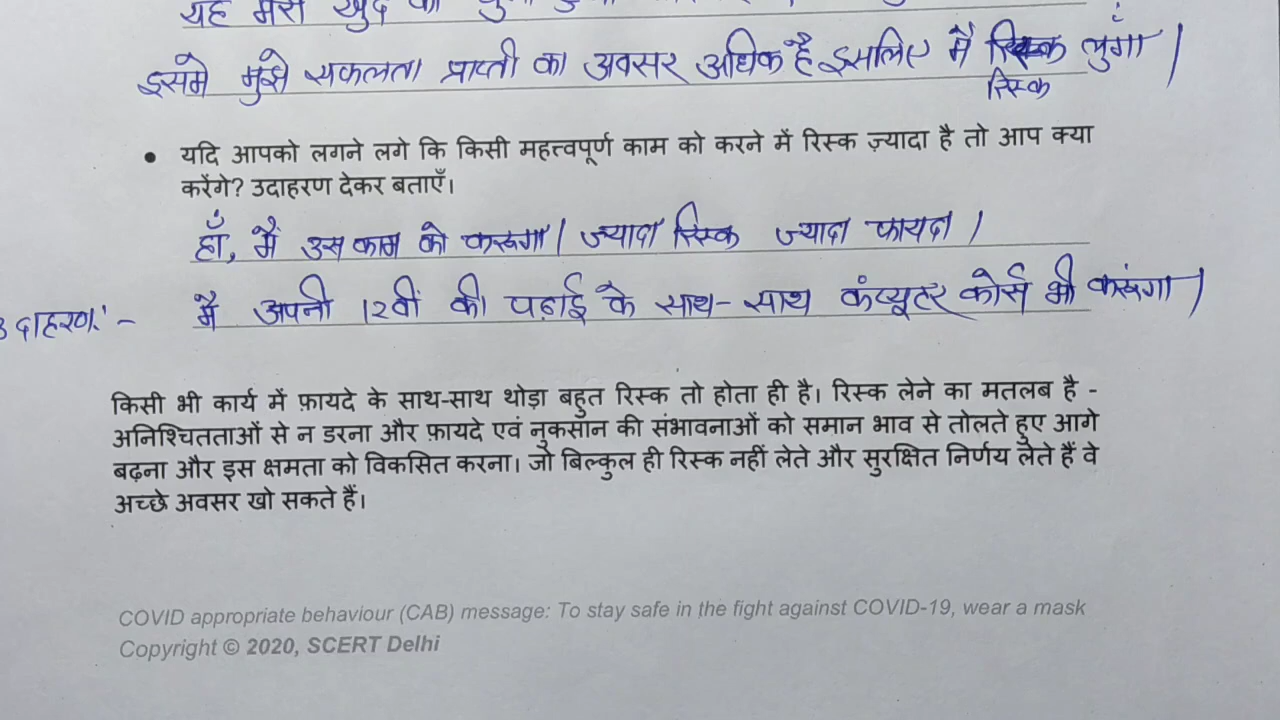 यह मेरा खुद का
इसमे मुझे सफलता प्राप्ती का अवसर अधिक है इसलिए मैं रिस्क लुंगा |
रिस्क
• यदि आपको लगने लगे कि किसी महत्त्वपूर्ण काम को करने में रिस्क ज़्यादा है तो आप क्या
करेंगे? उदाहरण देकर बताएँ।
हाँ, मैं उस काम को करूंगा | ज्यादा रिस्क ज्यादा फायदा |
उदाहरण:- मै अपनी 12वीं की पढ़ाई के साथ-साथ कंप्यूटर कोर्स भी करूंगा |
किसी भी कार्य में फ़ायदे के साथ-साथ थोड़ा बहुत रिस्क तो होता ही है। रिस्क लेने का मतलब है -
अनिश्चितताओं से न डरना और फ़ायदे एवं नुकसान की संभावनाओं को समान भाव से तोलते हुए आगे
बढ़ना और इस क्षमता को विकसित करना। जो बिल्कुल ही रिस्क नहीं लेते और सुरक्षित निर्णय लेते हैं वे
अच्छे अवसर खो सकते हैं।
COVID appropriate behaviour (CAB) message: To stay safe in the fight against COVID-19, wear a mask
Copyright © 2020, SCERT Delhi